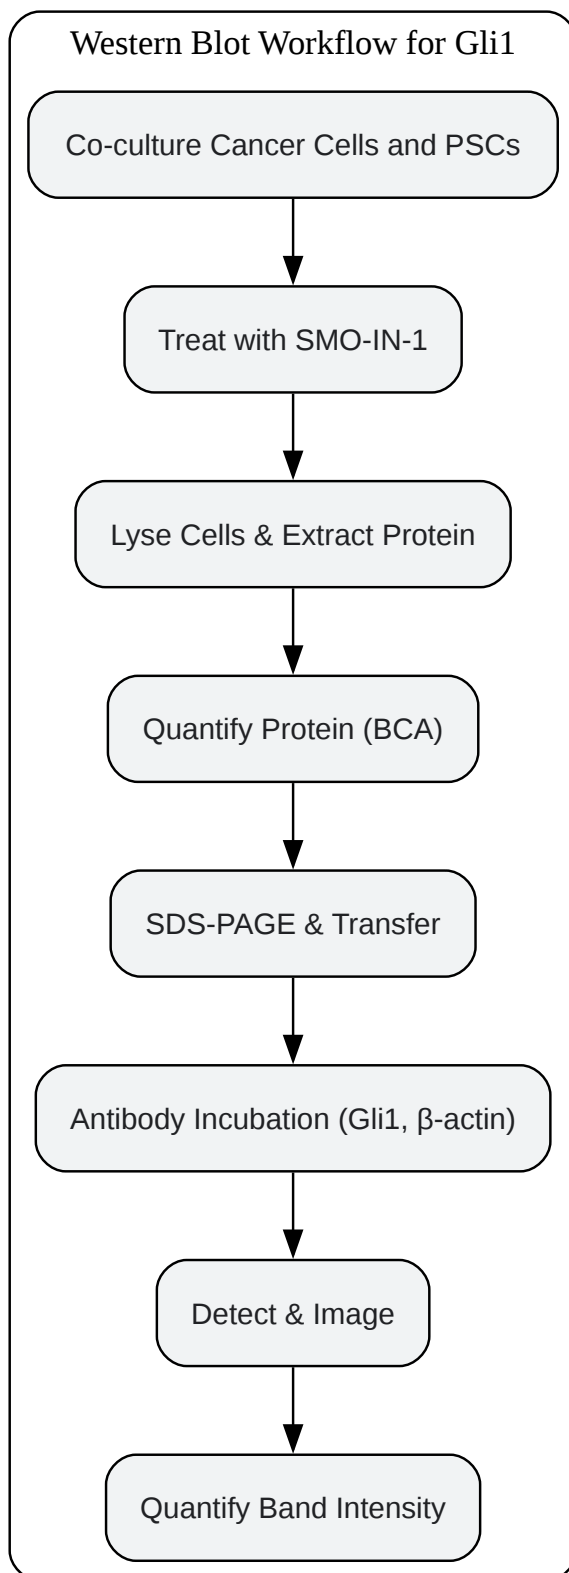 Western Blot Workflow for Gli1
Co-culture Cancer Cells and PSCs
Treat with SMO-IN-1
Lyse Cells & Extract Protein
Quantify Protein (BCA)
SDS-PAGE & Transfer
Antibody Incubation (Gli1, β-actin)
Detect & Image
Quantify Band Intensity